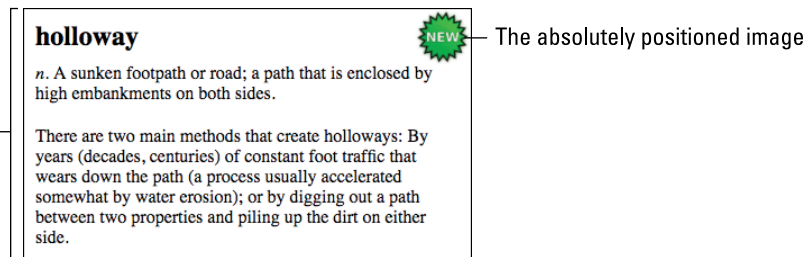 holloway
NEW
The absolutely positioned image
n. A sunken footpath or road; a path that is enclosed by
high embankments on both sides.
There are two main methods that create holloways: By
years (decades, centuries) of constant foot traffic that
wears down the path (a process usually accelerated
somewhat by water erosion); or by digging out a path
between two properties and piling up the dirt on either
side.